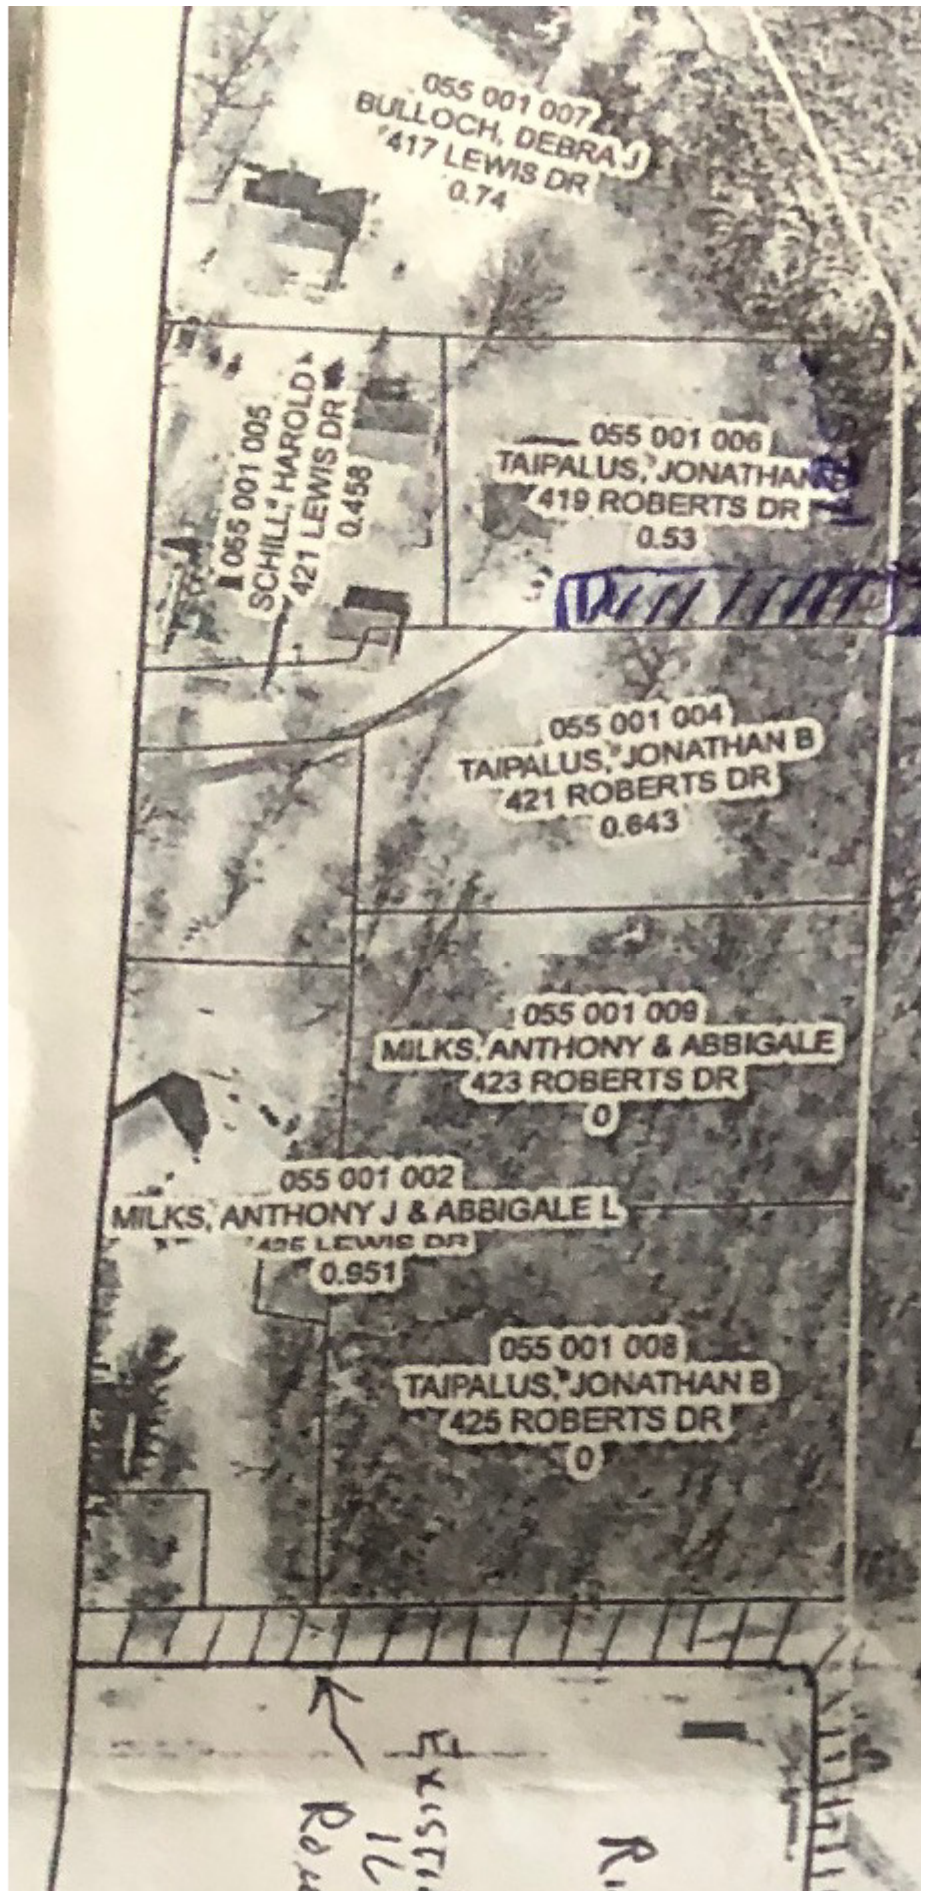 055 001 007
BULLOCH, DEBRA J
417 LEWIS DR
0.74
055 001 005
SCHILL, HAROLD
421 LEWIS DR
0.458
055 001 006
TAIPALUS, JONATHAN B
419 ROBERTS DR
0.53
055 001 004
TAIPALUS, JONATHAN B
421 ROBERTS DR
0.643
055 001 009
MILKS, ANTHONY & ABBIGALE
423 ROBERTS DR
0
055 001 002
MILKS, ANTHONY J & ABBIGALE L
425 LEWIS DR
0.951
055 001 008
TAIPALUS, JONATHAN B
425 ROBERTS DR
0